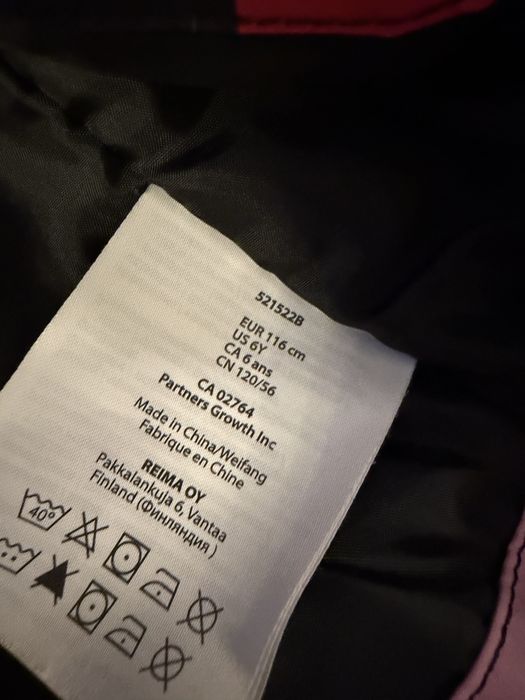 521522B
EUR 116 cm
US 6Y
CA 6 ans
CN 120/56
CA 02764
Partners Growth Inc
Made in China/Weifang
Fabrique en Chine
REIMA OY
Pakkalankuja 6, Vantaa
Finland (Финляндия)
40°